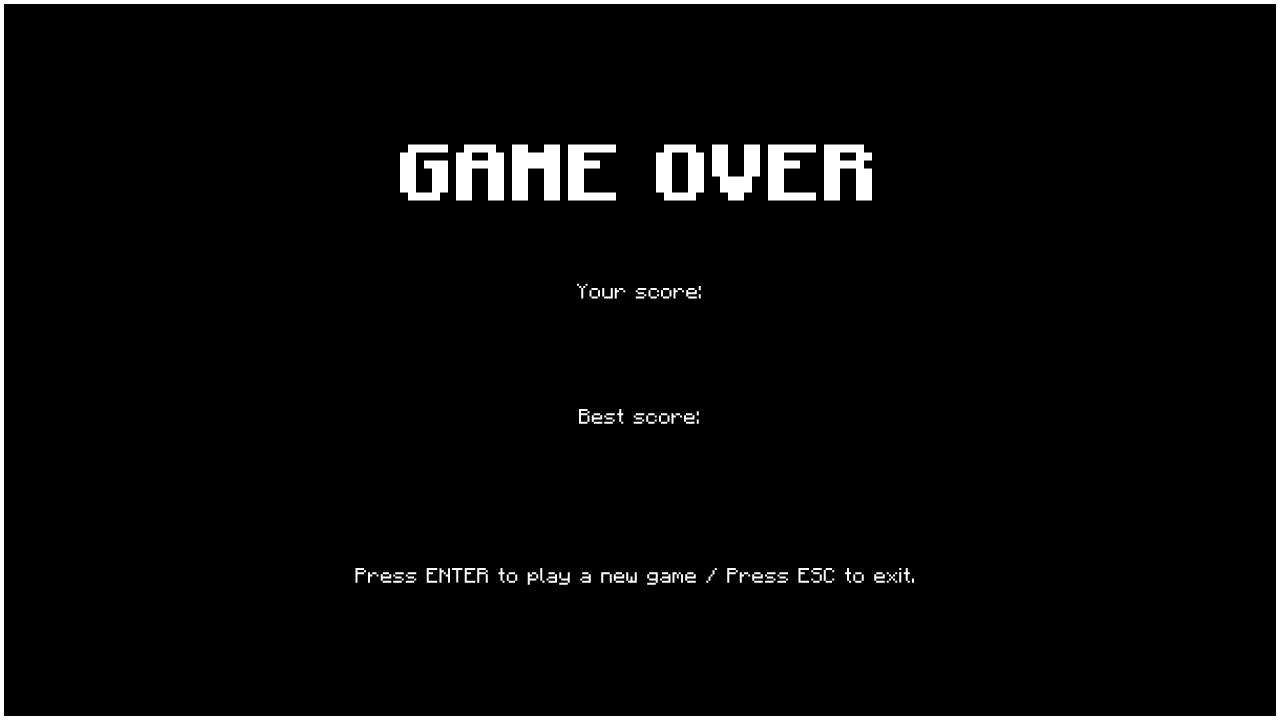 GAME OVER
Your score:
Best score:
Press ENTER to play a new game / Press ESC to exit.